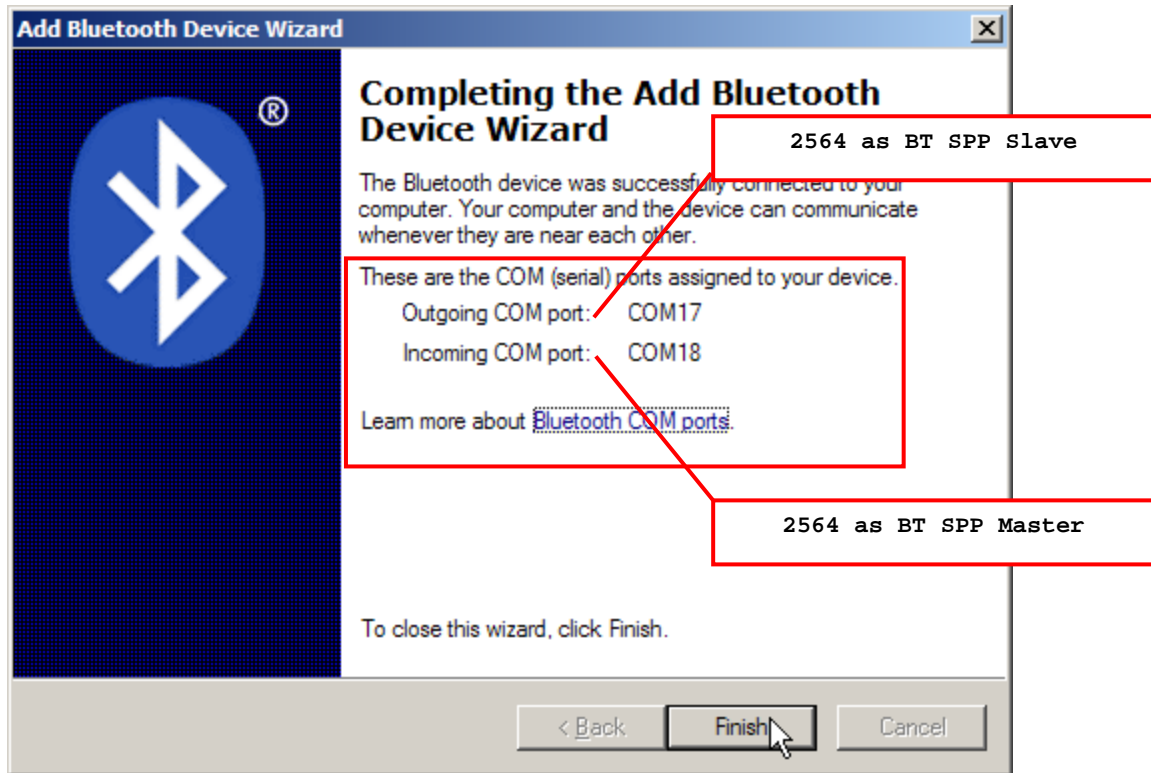 Add Bluetooth Device Wizard
®
Completing the Add Bluetooth
Device Wizard
2564 as BT SPP Slave
The Bluetooth device was successfully connected to your
computer. Your computer and the device can communicate
whenever they are near each other.
These are the COM (serial) ports assigned to your device.
Outgoing COM port: COM17
Incoming COM port: COM18
Learn more about Bluetooth COM ports.
2564 as BT SPP Master
To close this wizard, click Finish.
< Back Finish Cancel